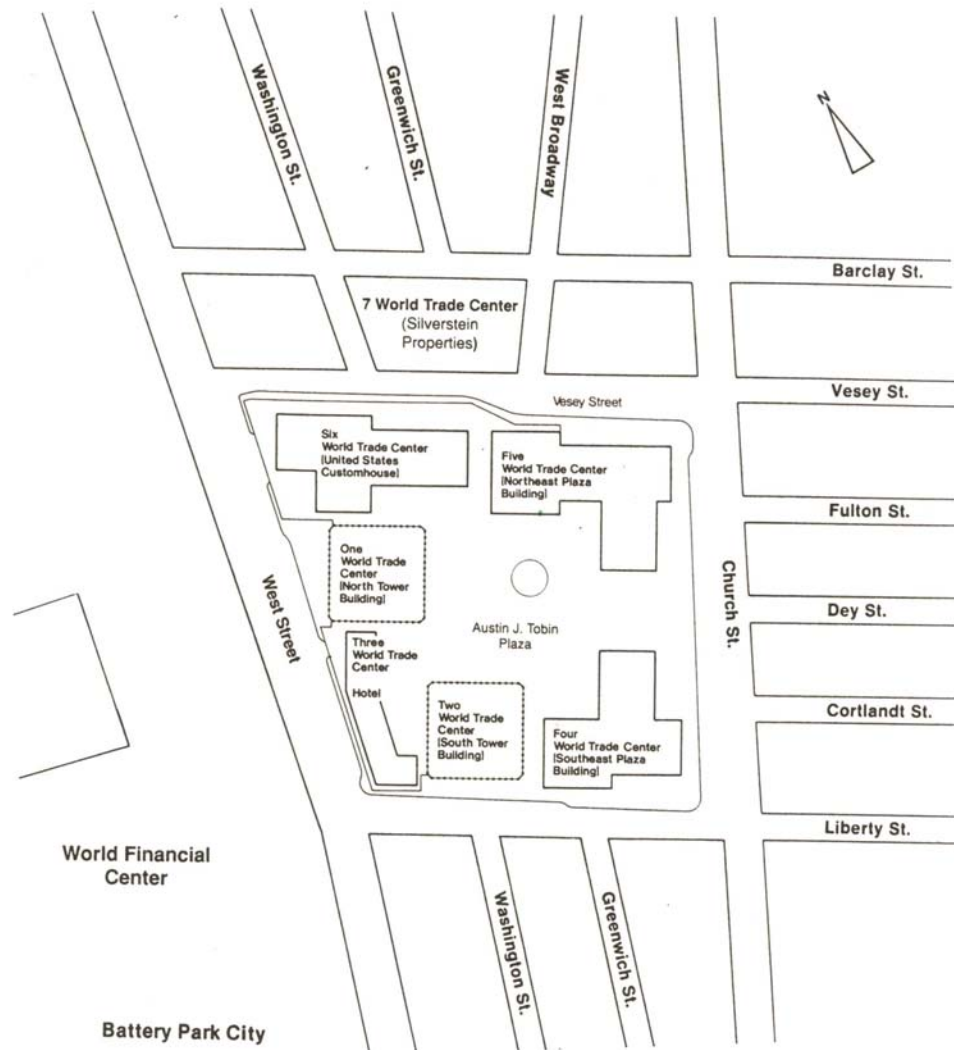 Washington St.
Greenwich St.
West Broadway
N
Barclay St.
7 World Trade Center
(Silverstein
Properties)
Vesey St.
Vesey Street
Six
World Trade Center
[United States
Customhouse]
Five
World Trade Center
[Northeast Plaza
Building]
Fulton St.
One
World Trade
Center
[North Tower
Building]
Church St.
West Street
Dey St.
Austin J. Tobin
Plaza
Three
World Trade
Center
Hotel
Two
World Trade
Center
[South Tower
Building]
Four
World Trade Center
[Southeast Plaza
Building]
Cortlandt St.
Liberty St.
World Financial
Center
Washington St.
Greenwich St.
Battery Park City